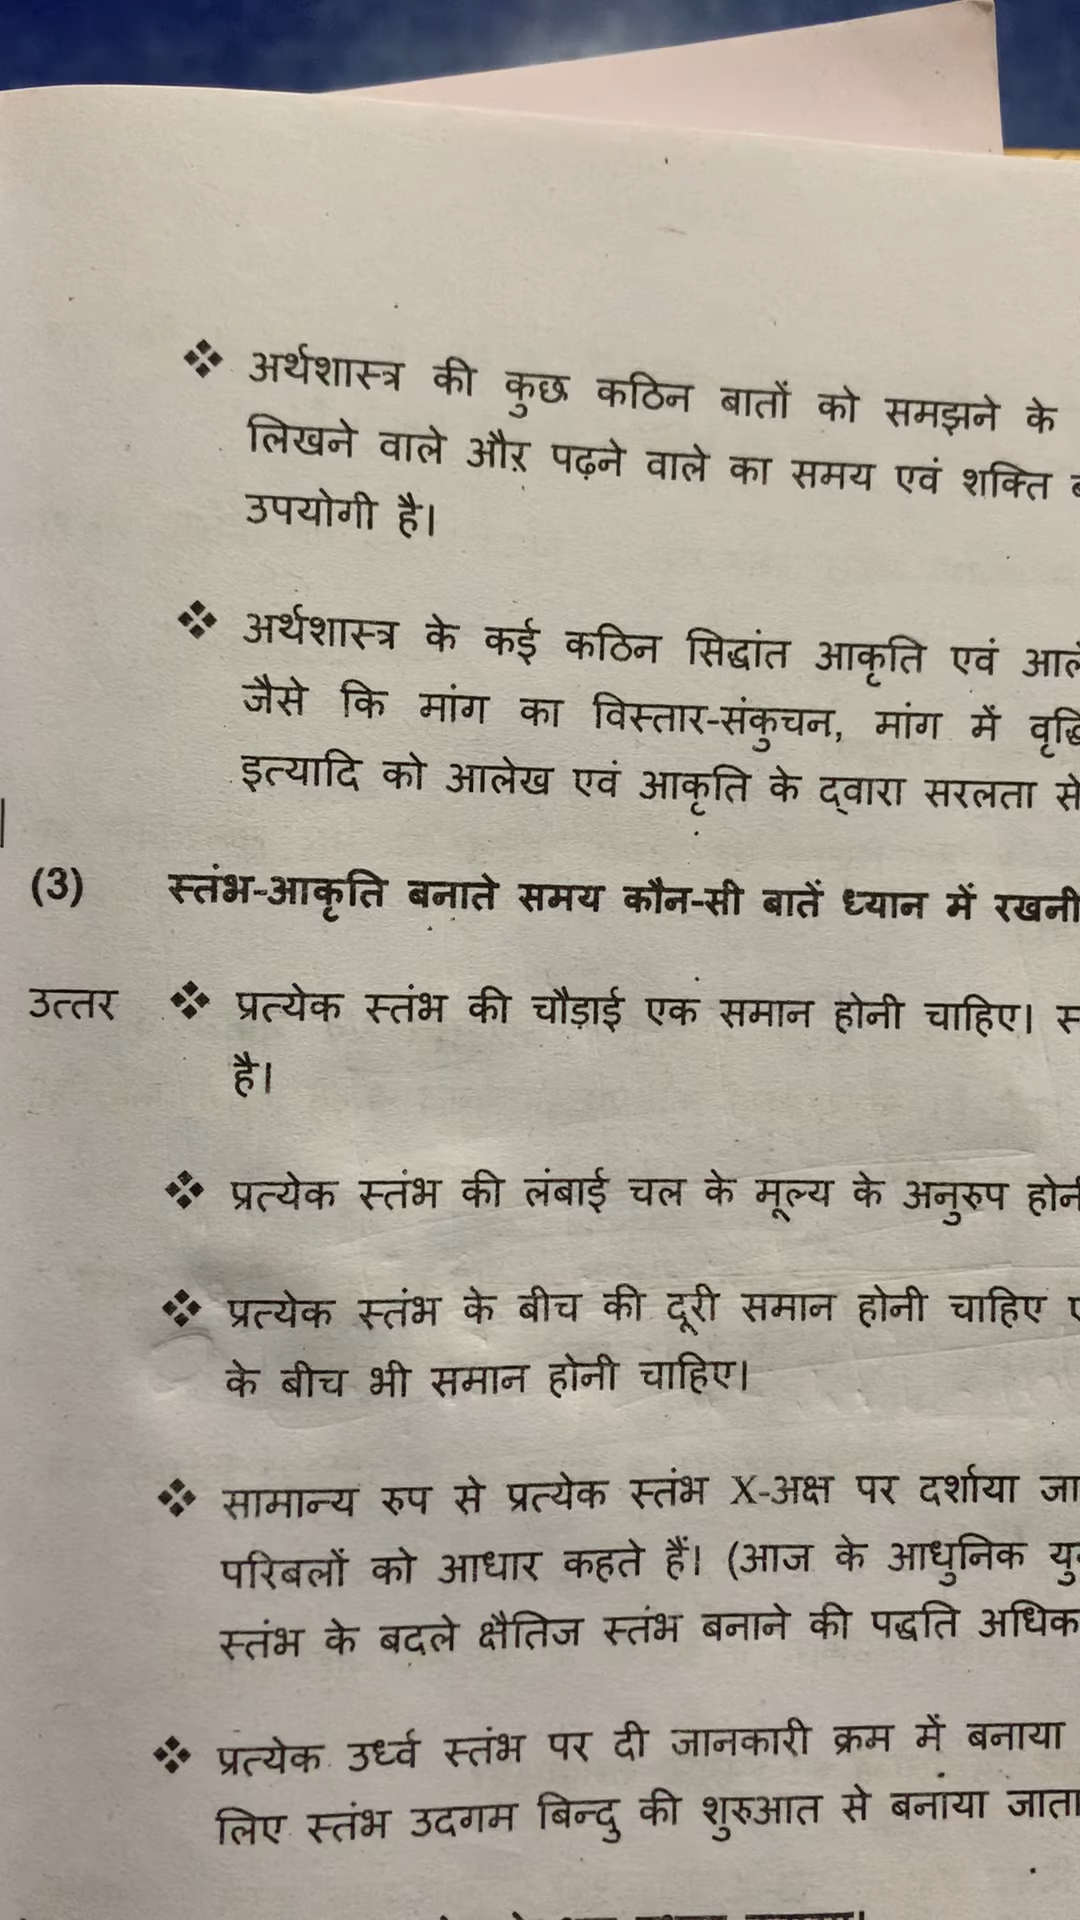 ❖ अर्थशास्त्र की कुछ कठिन बातों को समझने के
लिखने वाले और पढ़ने वाले का समय एवं शक्ति
उपयोगी है।
❖ अर्थशास्त्र के कई कठिन सिद्धांत आकृति एवं
जैसे कि मांग का विस्तार-संकुचन, मांग में
इत्यादि को आलेख एवं आकृति के द्वारा सरलता से
(3) स्तंभ-आकृति बनाते समय कौन-सी बातें ध्यान में रखनी
उत्तर ❖ प्रत्येक स्तंभ की चौड़ाई एक समान होनी चाहिए।
है।
❖ प्रत्येक स्तंभ की लंबाई चल के मूल्य के अनुरुप
❖ प्रत्येक स्तंभ के बीच की दूरी समान होनी चाहिए
के बीच भी समान होनी चाहिए।
❖ सामान्य रुप से प्रत्येक स्तंभ X-अक्ष पर दर्शाया
परिबलों को आधार कहते हैं। (आज के आधुनिक
स्तंभ के बदले क्षैतिज स्तंभ बनाने की पद्धति अधिक
❖ प्रत्येक उर्ध्व स्तंभ पर दी जानकारी क्रम में बनाया
लिए स्तंभ उदगम बिन्दु की शुरुआत से बनाया जाता